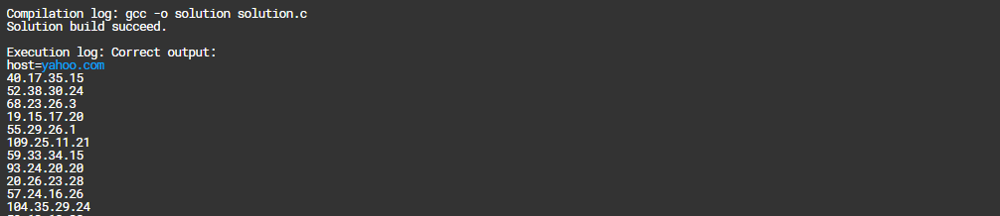 Compilation log: gcc -o solution solution.c
Solution build succeed.
Execution log: Correct output:
host=yahoo.com
40.17.35.15
52.38.30.24
68.23.26.3
19.15.17.20
55.29.26.1
109.25.11.21
59.33.34.15
93.24.20.20
20.26.23.28
57.24.16.26
104.35.29.24